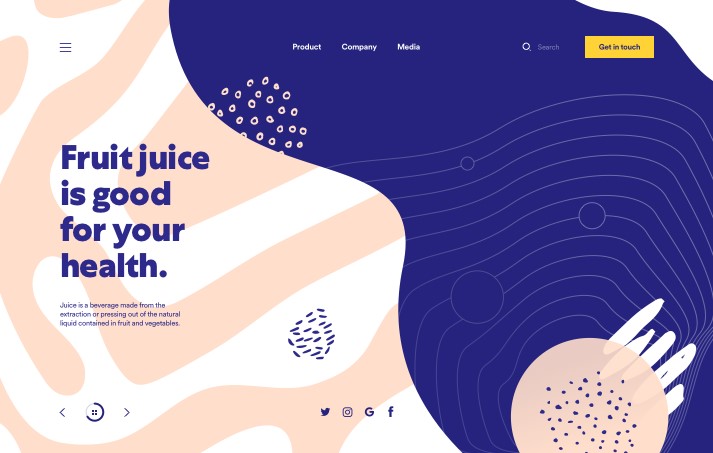 Product Company Media Search Get in touch
Fruit juice
is good
for your
health.
Juice is a beverage made from the
extraction or pressing out of the natural
liquid contained in fruit and vegetables.